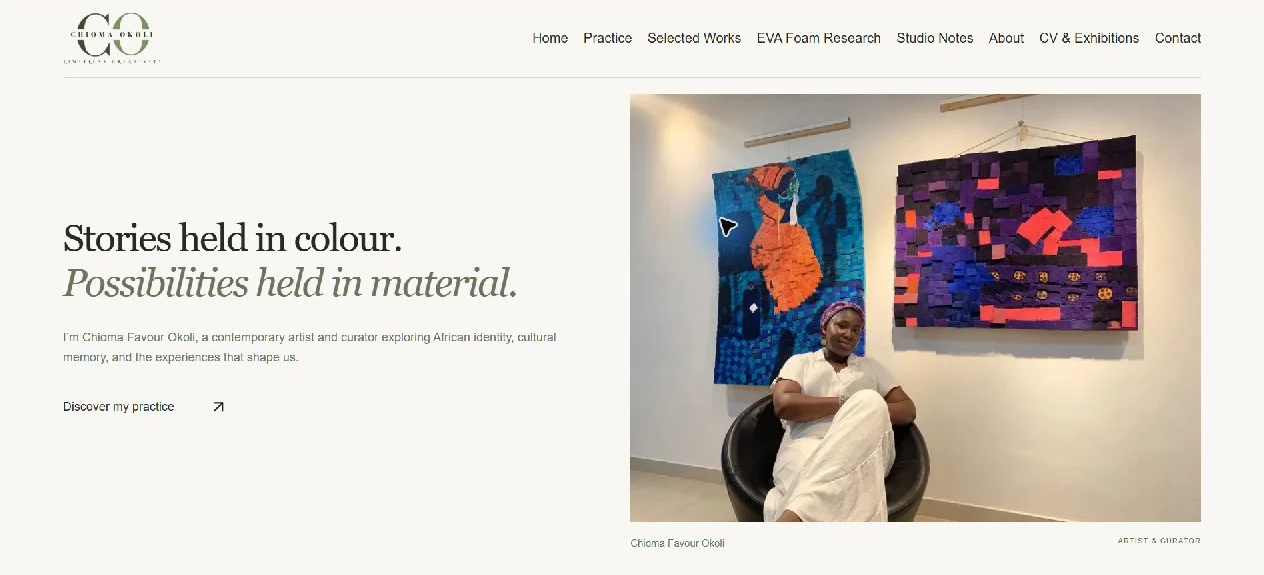 CHIOMA OKOLI
Home Practice Selected Works EVA Foam Research Studio Notes About CV & Exhibitions Contact
Stories held in colour.
Possibilities held in material.
I'm Chioma Favour Okoli, a contemporary artist and curator exploring African identity, cultural
memory, and the experiences that shape us.
Discover my practice
Chioma Favour Okoli
ARTIST & CURATOR